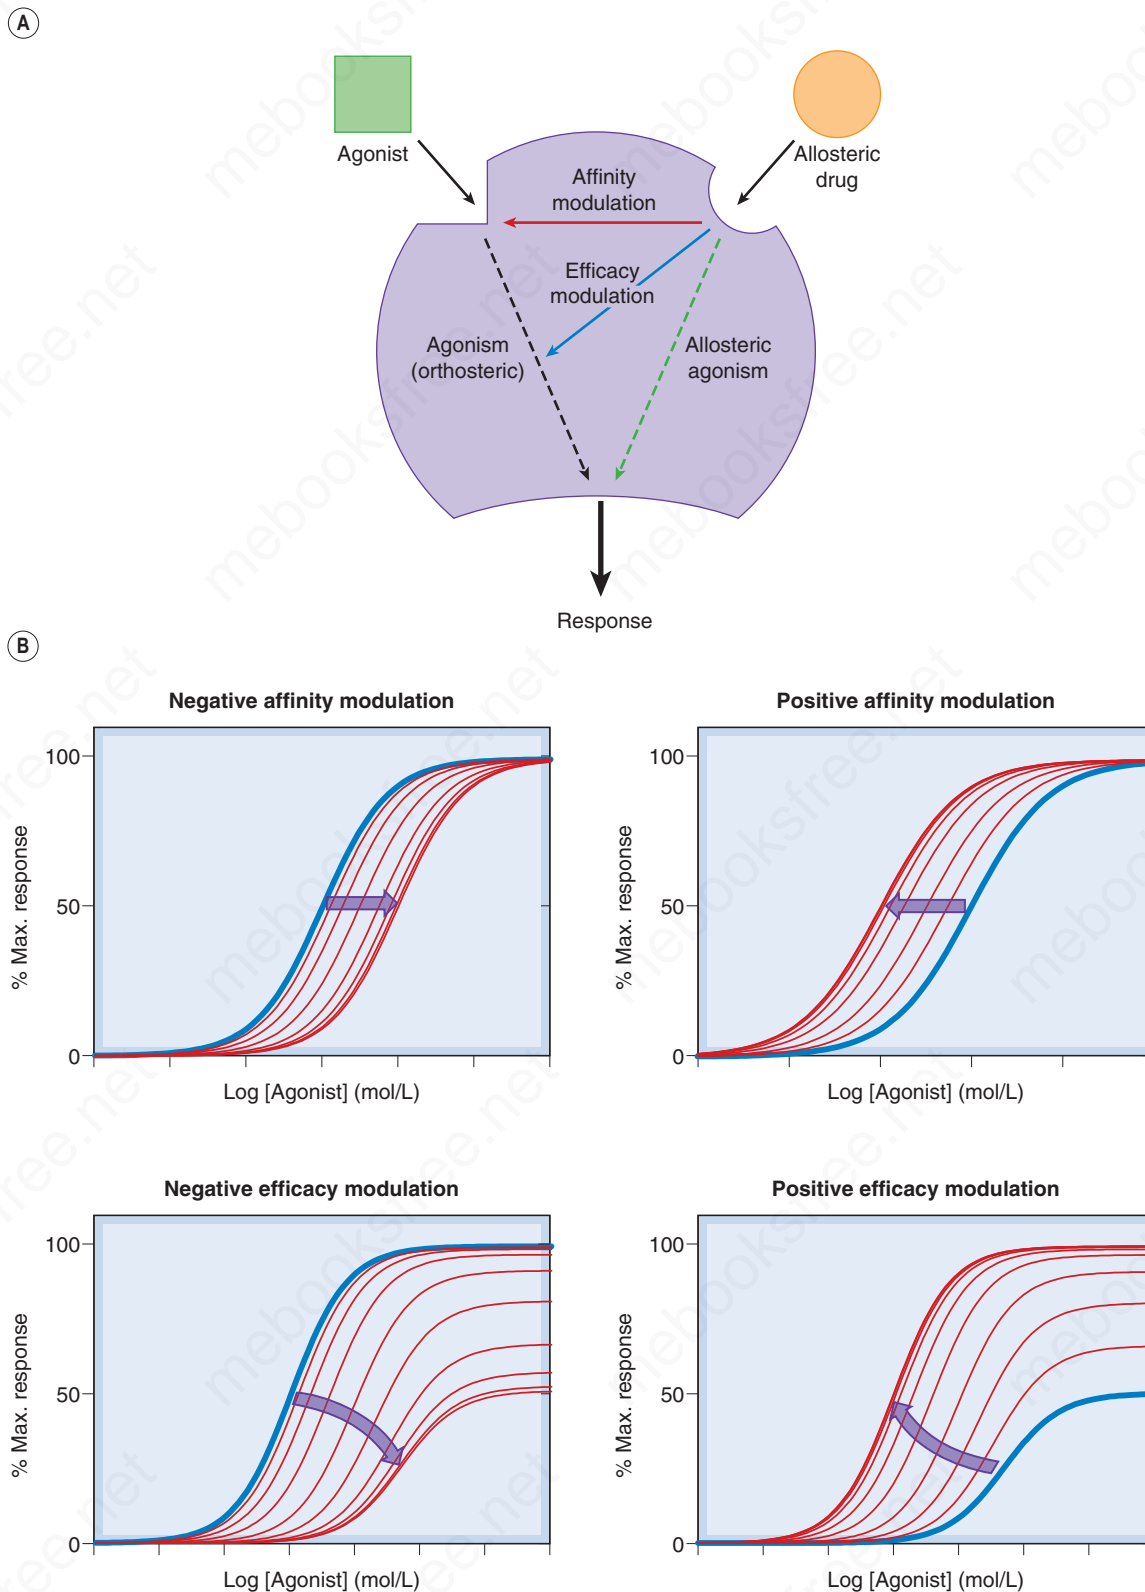 A
Agonist
Allosteric
drug
Affinity
modulation
Efficacy
modulation
Agonism
(orthosteric)
Allosteric
agonism
Response
B
Negative affinity modulation
100
50
0
% Max. response
Log [Agonist] (mol/L)
Positive affinity modulation
100
50
0
% Max. response
Log [Agonist] (mol/L)
Negative efficacy modulation
100
50
0
% Max. response
Log [Agonist] (mol/L)
Positive efficacy modulation
100
50
0
% Max. response
Log [Agonist] (mol/L)
mebooksfree.net